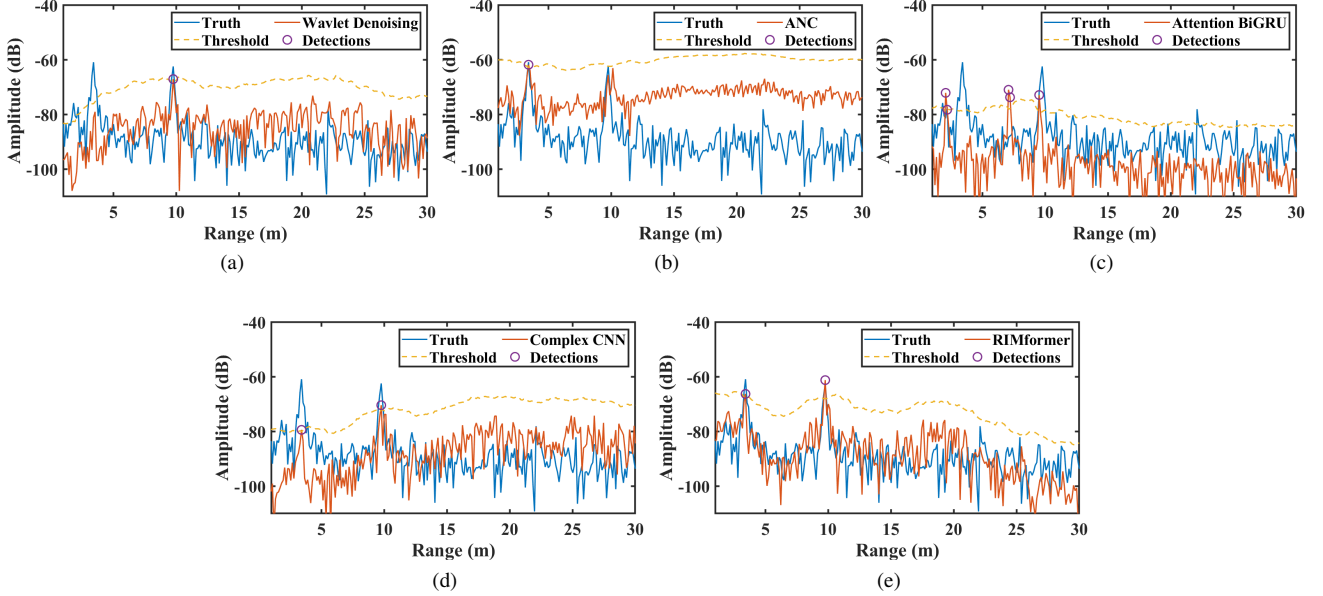 -40
-60
-80
-100
Amplitude (dB)
Truth Wavlet Denoising
Threshold Detections
5 10 15 20 25 30
Range (m)
(a)
-40
-60
-80
-100
Amplitude (dB)
Truth ANC
Threshold Detections
5 10 15 20 25 30
Range (m)
(b)
-40
-60
-80
-100
Amplitude (dB)
Truth Attention BiGRU
Threshold Detections
5 10 15 20 25 30
Range (m)
(c)
-40
-60
-80
-100
Amplitude (dB)
Truth Complex CNN
Threshold Detections
5 10 15 20 25 30
Range (m)
(d)
-40
-60
-80
-100
Amplitude (dB)
Truth RIMformer
Threshold Detections
5 10 15 20 25 30
Range (m)
(e)